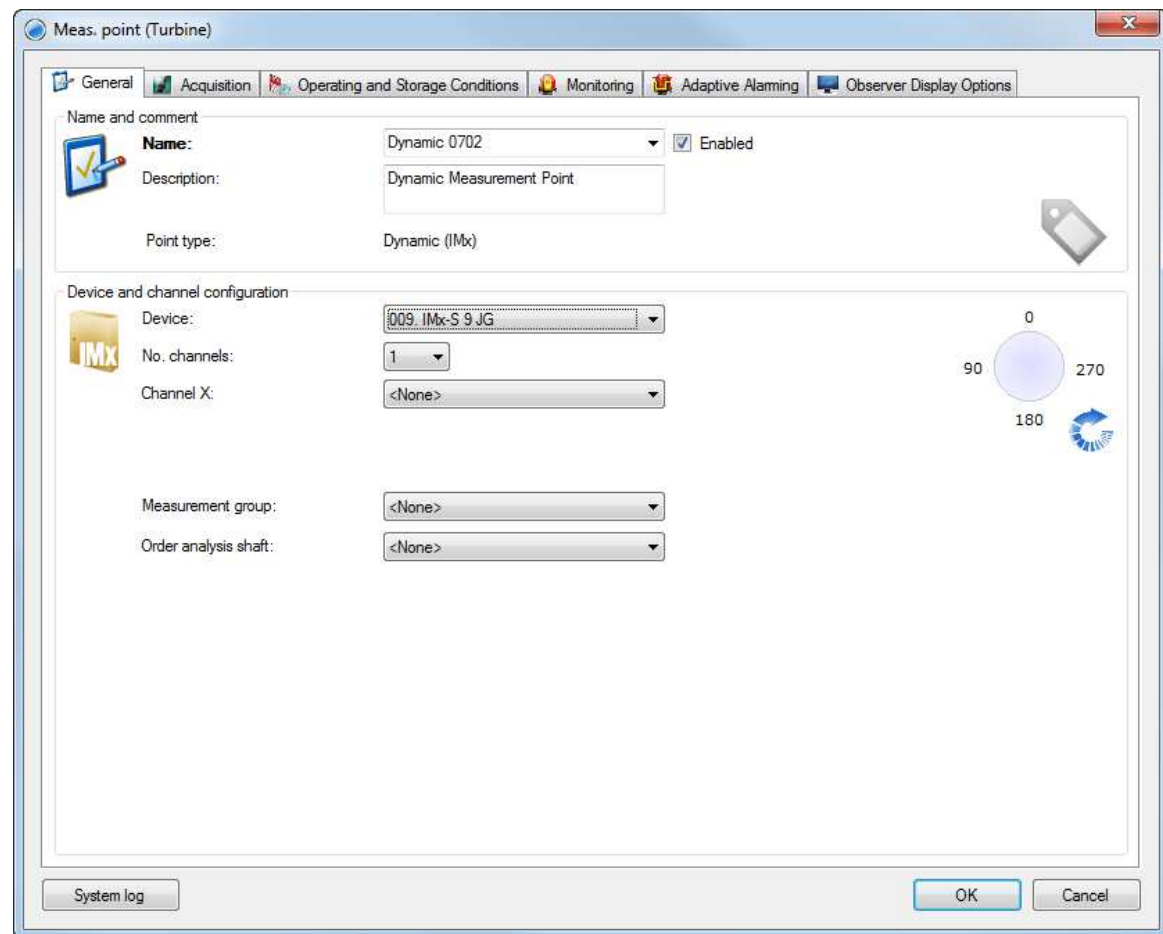 Meas. point (Turbine)
General Acquisition Operating and Storage Conditions Monitoring Adaptive Alarming Observer Display Options
Name and comment
Name: Dynamic 0702 Enabled
Description: Dynamic Measurement Point
Point type: Dynamic (IMx)
Device and channel configuration
IMx
Device: 009. IMx-S 9 JG
No. channels: 1
Channel X: <None>
0
90 270
180
Measurement group: <None>
Order analysis shaft: <None>
System log OK Cancel